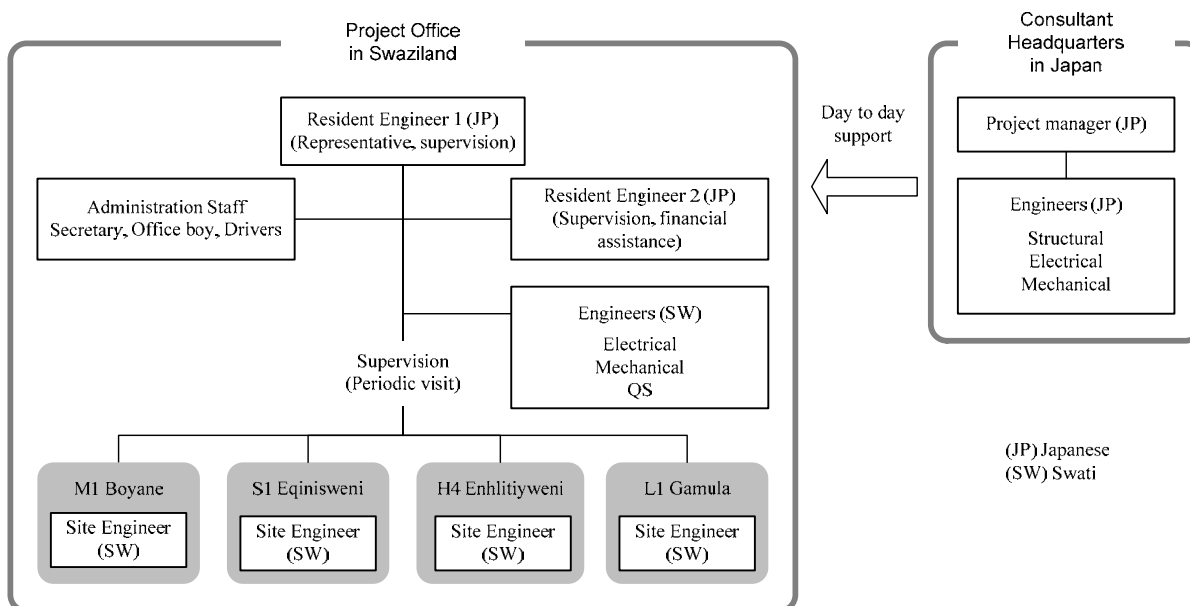 Project Office
in Swaziland
Resident Engineer 1 (JP)
(Representative, supervision)
Administration Staff
Secretary, Office boy, Drivers
Resident Engineer 2 (JP)
(Supervision, financial
assistance)
Engineers (SW)
Electrical
Mechanical
QS
Supervision
(Periodic visit)
M1 Boyane
Site Engineer
(SW)
S1 Eqinisweni
Site Engineer
(SW)
H4 Enhlitiyweni
Site Engineer
(SW)
L1 Gamula
Site Engineer
(SW)
Day to day
support
Consultant
Headquarters
in Japan
Project manager (JP)
Engineers (JP)
Structural
Electrical
Mechanical
(JP) Japanese
(SW) Swati